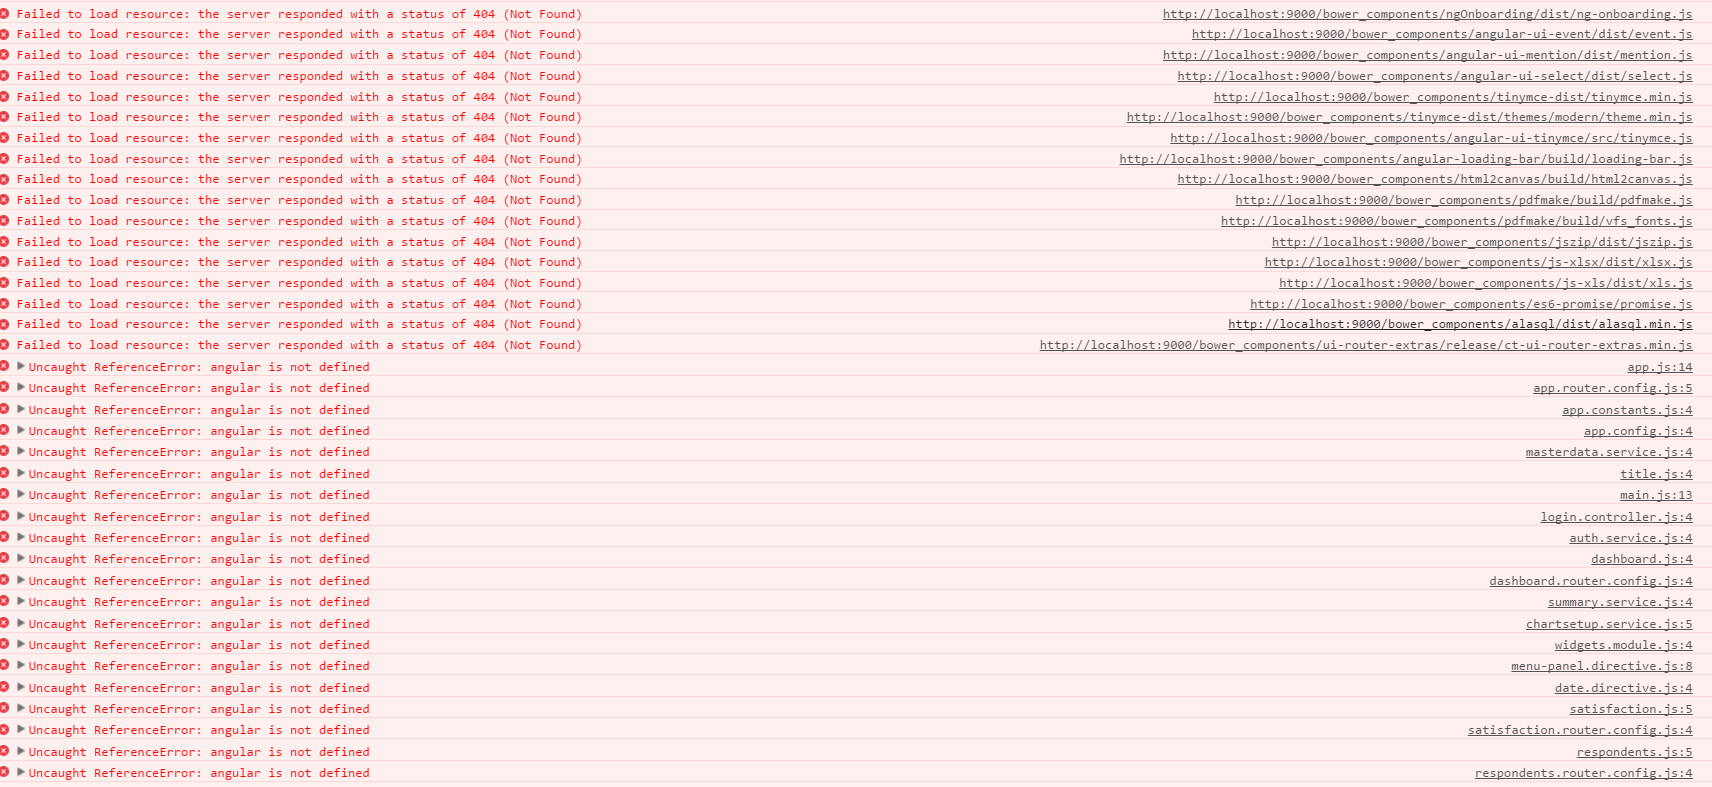 Failed to load resource: the server responded with a status of 404 (Not Found) http://localhost:9000/bower_components/ngOnboarding/dist/ng-onboarding.js
Failed to load resource: the server responded with a status of 404 (Not Found) http://localhost:9000/bower_components/angular-ui-event/dist/event.js
Failed to load resource: the server responded with a status of 404 (Not Found) http://localhost:9000/bower_components/angular-ui-mention/dist/mention.js
Failed to load resource: the server responded with a status of 404 (Not Found) http://localhost:9000/bower_components/angular-ui-select/dist/select.js
Failed to load resource: the server responded with a status of 404 (Not Found) http://localhost:9000/bower_components/tinymce-dist/tinymce.min.js
Failed to load resource: the server responded with a status of 404 (Not Found) http://localhost:9000/bower_components/tinymce-dist/themes/modern/theme.min.js
Failed to load resource: the server responded with a status of 404 (Not Found) http://localhost:9000/bower_components/angular-ui-tinymce/src/tinymce.js
Failed to load resource: the server responded with a status of 404 (Not Found) http://localhost:9000/bower_components/angular-loading-bar/build/loading-bar.js
Failed to load resource: the server responded with a status of 404 (Not Found) http://localhost:9000/bower_components/html2canvas/build/html2canvas.js
Failed to load resource: the server responded with a status of 404 (Not Found) http://localhost:9000/bower_components/pdfmake/build/pdfmake.js
Failed to load resource: the server responded with a status of 404 (Not Found) http://localhost:9000/bower_components/pdfmake/build/vfs_fonts.js
Failed to load resource: the server responded with a status of 404 (Not Found) http://localhost:9000/bower_components/jszip/dist/jszip.js
Failed to load resource: the server responded with a status of 404 (Not Found) http://localhost:9000/bower_components/js-xlsx/dist/xlsx.js
Failed to load resource: the server responded with a status of 404 (Not Found) http://localhost:9000/bower_components/js-xls/dist/xls.js
Failed to load resource: the server responded with a status of 404 (Not Found) http://localhost:9000/bower_components/es6-promise/promise.js
Failed to load resource: the server responded with a status of 404 (Not Found) http://localhost:9000/bower_components/alasql/dist/alasql.min.js
Failed to load resource: the server responded with a status of 404 (Not Found) http://localhost:9000/bower_components/ui-router-extras/release/ct-ui-router-extras.min.js
Uncaught ReferenceError: angular is not defined app.js:14
Uncaught ReferenceError: angular is not defined app.router.config.js:5
Uncaught ReferenceError: angular is not defined app.constants.js:4
Uncaught ReferenceError: angular is not defined app.config.js:4
Uncaught ReferenceError: angular is not defined masterdata.service.js:4
Uncaught ReferenceError: angular is not defined title.js:4
Uncaught ReferenceError: angular is not defined main.js:13
Uncaught ReferenceError: angular is not defined login.controller.js:4
Uncaught ReferenceError: angular is not defined auth.service.js:4
Uncaught ReferenceError: angular is not defined dashboard.js:4
Uncaught ReferenceError: angular is not defined dashboard.router.config.js:4
Uncaught ReferenceError: angular is not defined summary.service.js:4
Uncaught ReferenceError: angular is not defined chartsetup.service.js:5
Uncaught ReferenceError: angular is not defined widgets.module.js:4
Uncaught ReferenceError: angular is not defined menu-panel.directive.js:8
Uncaught ReferenceError: angular is not defined date.directive.js:4
Uncaught ReferenceError: angular is not defined satisfaction.js:5
Uncaught ReferenceError: angular is not defined satisfaction.router.config.js:4
Uncaught ReferenceError: angular is not defined respondents.js:5
Uncaught ReferenceError: angular is not defined respondents.router.config.js:4